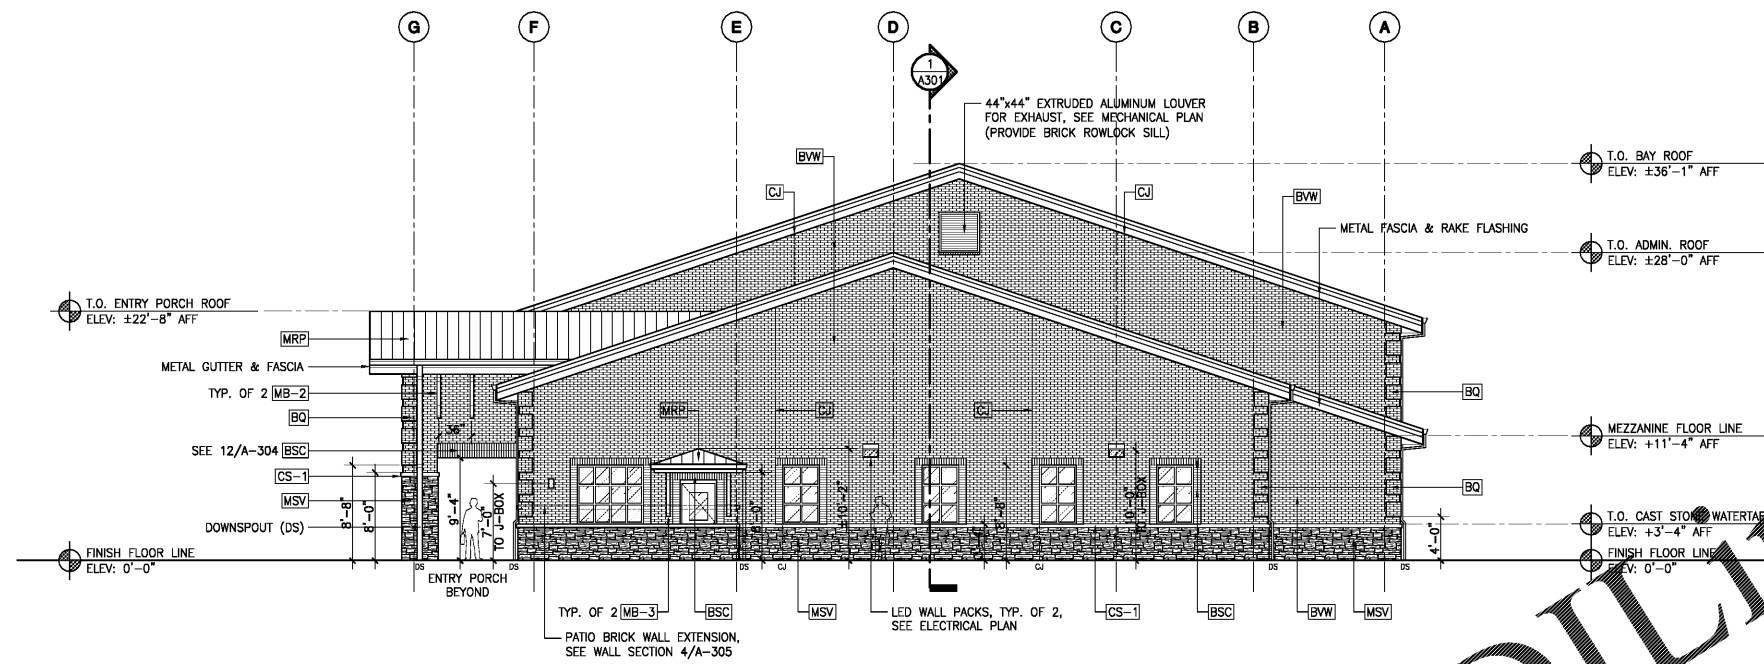 G
F
E
D
C
B
A
1
A301
44"x44" EXTRUDED ALUMINUM LOUVER
FOR EXHAUST, SEE MECHANICAL PLAN
(PROVIDE BRICK ROWLOCK SILL)
BVW
CJ
CJ
BVW
METAL FASCIA & RAKE FLASHING
T.O. BAY ROOF
ELEV: ±36'-1" AFF
T.O. ADMIN. ROOF
ELEV: ±28'-0" AFF
T.O. ENTRY PORCH ROOF
ELEV: ±22'-8" AFF
MRP
METAL GUTTER & FASCIA
TYP. OF 2 MB-2
BQ
36"
SEE 12/A-304 BSC
CS-1
MSV
DOWNSPOUT (DS)
8'-8"
8'-0"
9'-4"
7'-0"
TO J-BOX
MRP
CJ
CJ
8'-0"
±10'-2"
8'-8"
10'-0"
TO J-BOX
BQ
MEZZANINE FLOOR LINE
ELEV: +11'-4" AFF
BQ
4'-0"
T.O. CAST STONE WATERTAB
ELEV: +3'-4" AFF
FINISH FLOOR LINE
ELEV: 0'-0"
FINISH FLOOR LINE
ELEV: 0'-0"
DS
ENTRY PORCH
BEYOND
DS
DS
CJ
CJ
DS
DS
TYP. OF 2 MB-3
BSC
MSV
LED WALL PACKS, TYP. OF 2,
SEE ELECTRICAL PLAN
CS-1
BSC
BVW
MSV
PATIO BRICK WALL EXTENSION,
SEE WALL SECTION 4/A-305